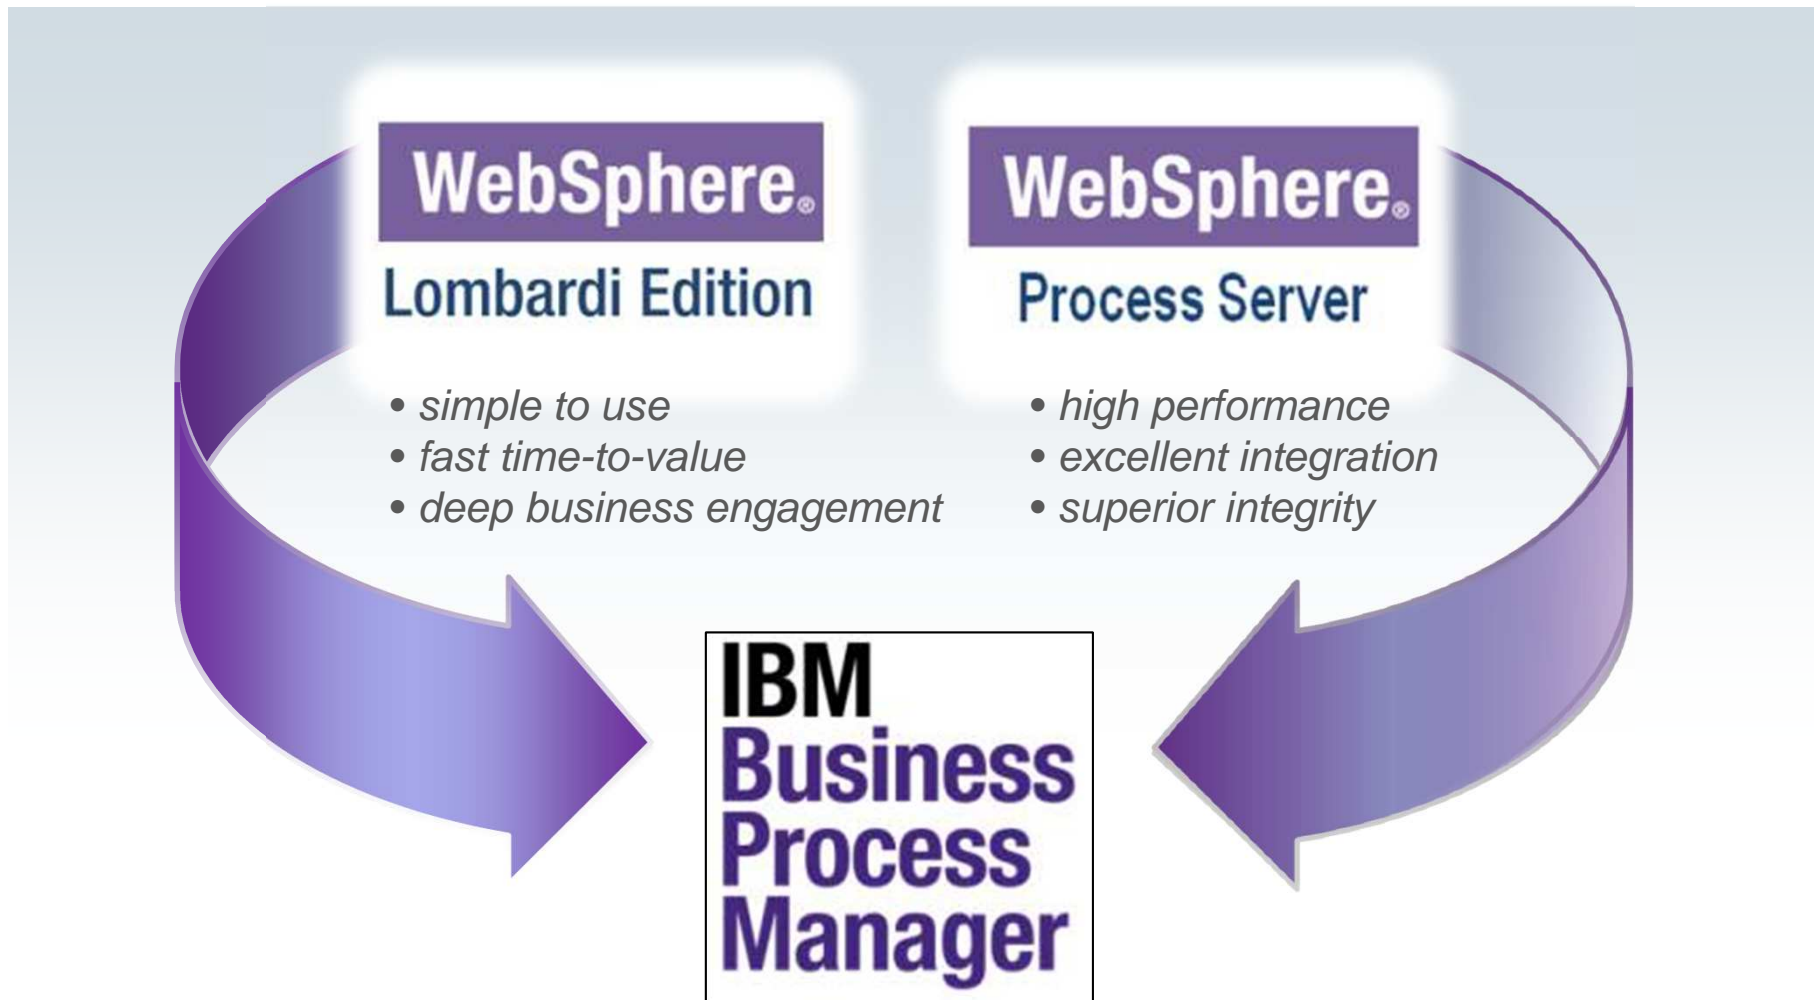 WebSphere®
Lombardi Edition
• simple to use
• fast time-to-value
• deep business engagement
WebSphere®
Process Server
• high performance
• excellent integration
• superior integrity
IBM
Business
Process
Manager